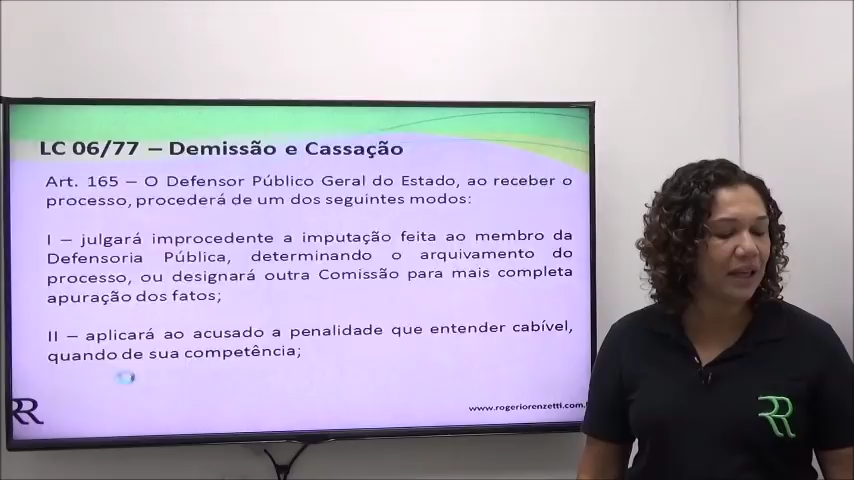 LC 06/77 – Demissão e Cassação
Art. 165 – O Defensor Público Geral do Estado, ao receber o
processo, procederá de um dos seguintes modos:
I – julgará improcedente a imputação feita ao membro da
Defensoria Pública, determinando o arquivamento do
processo, ou designará outra Comissão para mais completa
apuração dos fatos;
II – aplicará ao acusado a penalidade que entender cabível,
quando de sua competência;
www.rogeriorenzetti.com.